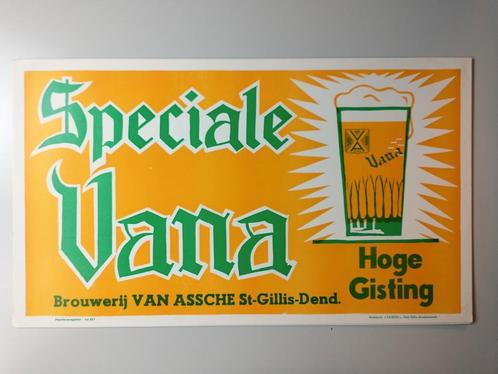 Speciale
Vana
Vana
Hoge
Gisting
Brouwerij VAN ASSCHE St-Gillis-Dend.